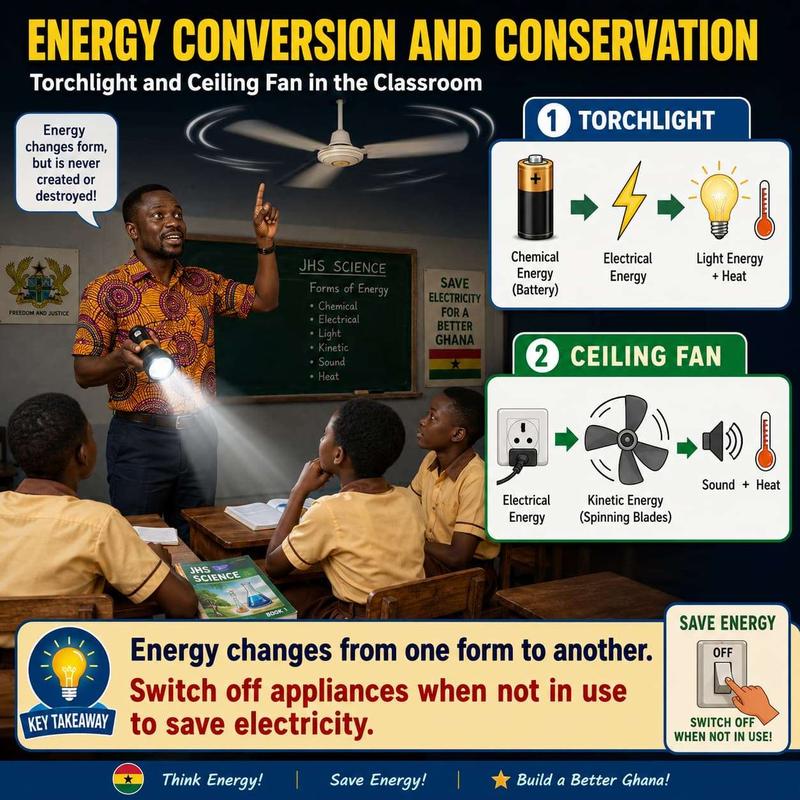 ENERGY CONVERSION AND CONSERVATION
Torchlight and Ceiling Fan in the Classroom
Energy
changes form,
but is never
created or
destroyed!
FREEDOM AND JUSTICE
JHS SCIENCE
Forms of Energy
• Chemical
• Electrical
• Light
• Kinetic
• Sound
• Heat
SAVE
ELECTRICITY
FOR A
BETTER
GHANA
JHS
SCIENCE
BOOK 1
1 TORCHLIGHT
+
Chemical
Energy
(Battery)
Electrical
Energy
Light Energy
+ Heat
2 CEILING FAN
Electrical
Energy
Kinetic Energy
(Spinning Blades)
Sound + Heat
KEY TAKEAWAY
Energy changes from one form to another.
Switch off appliances when not in use
to save electricity.
SAVE ENERGY
OFF
SWITCH OFF
WHEN NOT IN USE!
Think Energy! | Save Energy! | Build a Better Ghana!